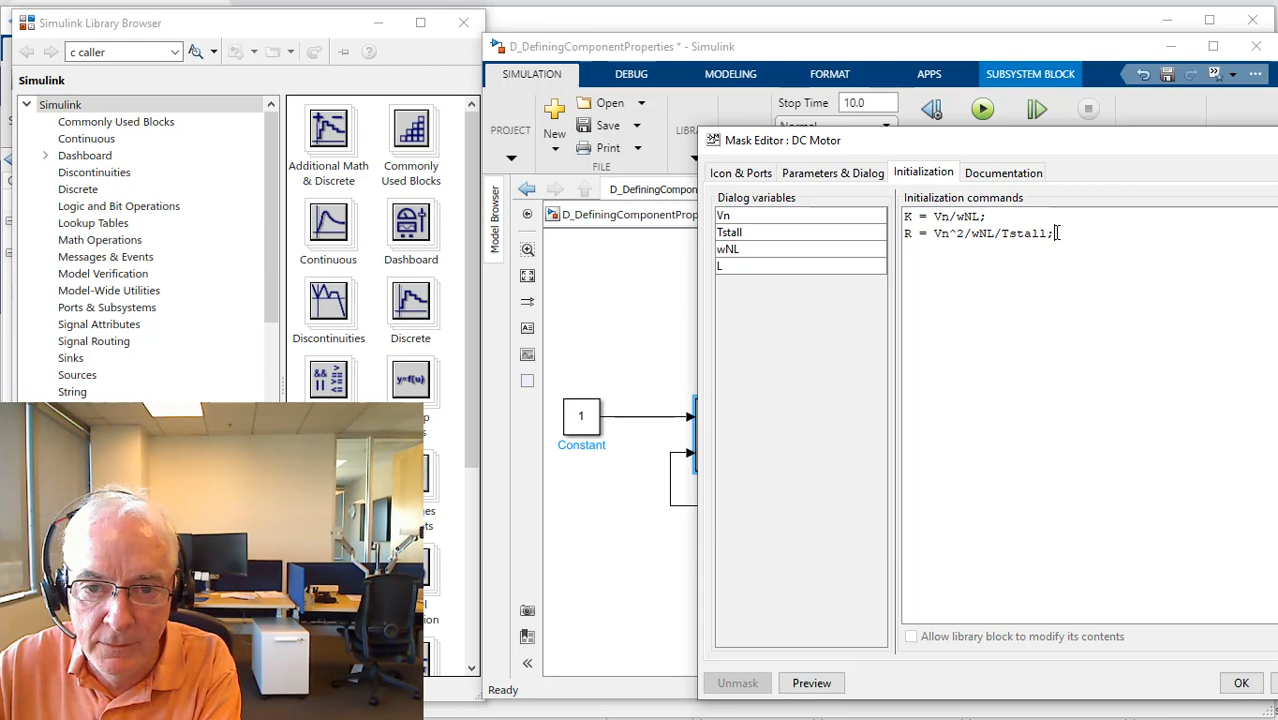 Simulink Library Browser
c caller
Simulink
Simulink
Commonly Used Blocks
Continuous
Dashboard
Discontinuities
Discrete
Logic and Bit Operations
Lookup Tables
Math Operations
Messages & Events
Model Verification
Model-Wide Utilities
Ports & Subsystems
Signal Attributes
Signal Routing
Sinks
Sources
String
Additional Math
& Discrete
Commonly
Used Blocks
Continuous
Dashboard
Discontinuities
Discrete
y=f(u)
D_DefiningComponentProperties * - Simulink
SIMULATION
DEBUG
MODELING
FORMAT
APPS
SUBSYSTEM BLOCK
PROJECT
New
Open
Save
Print
FILE
Stop Time
10.0
Normal
Model Browser
D_DefiningCompon
D_DefiningComponentProp
1
Constant
Ready
Mask Editor : DC Motor
Icon & Ports
Parameters & Dialog
Initialization
Documentation
Dialog variables
Vn
Tstall
wNL
L
Initialization commands
K = Vn/wNL;
R = Vn^2/wNL/Tstall;
Allow library block to modify its contents
Unmask
Preview
OK